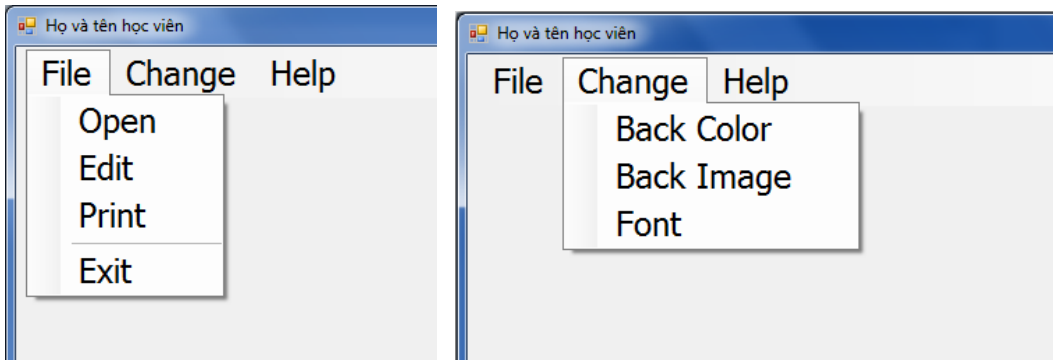 Họ và tên học viên
File Change Help
Open
Edit
Print
Exit
Họ và tên học viên
File Change Help
Back Color
Back Image
Font